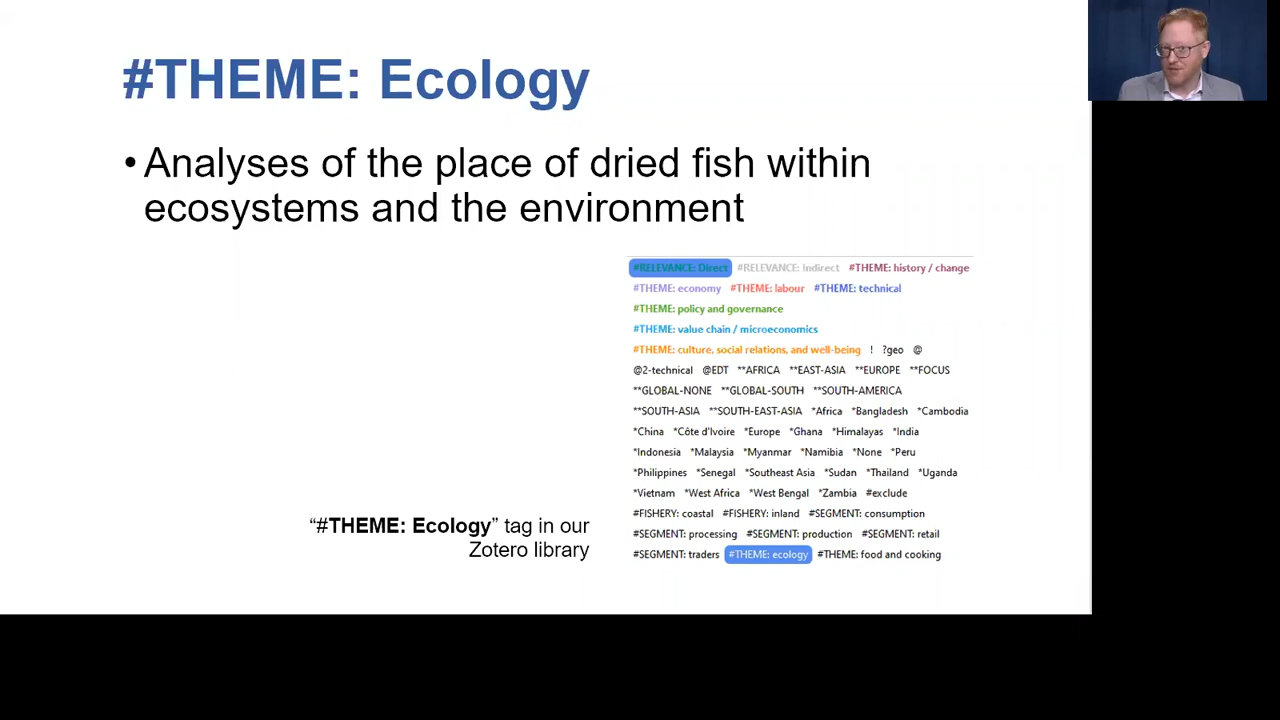 #THEME: Ecology
• Analyses of the place of dried fish within
ecosystems and the environment
#RELEVANCE: Direct #RELEVANCE: Indirect #THEME: history / change
#THEME: economy #THEME: labour #THEME: technical
#THEME: policy and governance
#THEME: value chain / microeconomics
#THEME: culture, social relations, and well-being ! ?geo @
@2-technical @EDT **AFRICA **EAST-ASIA **EUROPE **FOCUS
**GLOBAL-NONE **GLOBAL-SOUTH **SOUTH-AMERICA
**SOUTH-ASIA **SOUTH-EAST-ASIA *Africa *Bangladesh *Cambodia
*China *Côte d'Ivoire *Europe *Ghana *Himalayas *India
*Indonesia *Malaysia *Myanmar *Namibia *None *Peru
*Philippines *Senegal *Southeast Asia *Sudan *Thailand *Uganda
*Vietnam *West Africa *West Bengal *Zambia #exclude
#FISHERY: coastal #FISHERY: inland #SEGMENT: consumption
#SEGMENT: processing #SEGMENT: production #SEGMENT: retail
#SEGMENT: traders #THEME: ecology #THEME: food and cooking
“#THEME: Ecology” tag in our
Zotero library